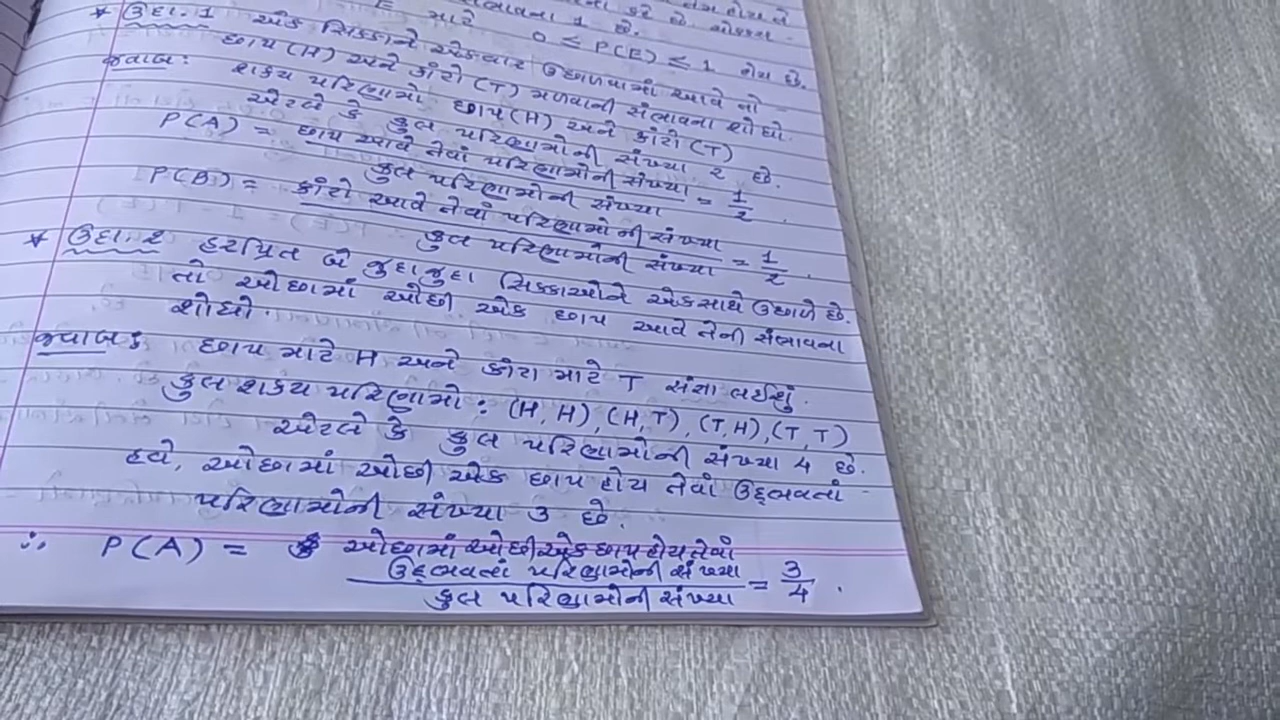 સંભાવના 1 છે.
E માટે 0 ≤ P(E) ≤ 1 હોય છે.
* ઉદા. 1 એક સિક્કાને એકવાર ઉછાળવામાં આવે તો
છાપ (H) અને કાંટો (T) મળવાની સંભાવના શોધો.
જવાબ: શક્ય પરિણામો છાપ (H) અને કાંટો (T)
એટલે કે કુલ પરિણામોની સંખ્યા 2 છે.
P(A) = છાપ આવે તેવાં પરિણામોની સંખ્યા = 1/2
કુલ પરિણામોની સંખ્યા
P(B) = કાંટો આવે તેવાં પરિણામોની સંખ્યા = 1/2 .
કુલ પરિણામોની સંખ્યા
* ઉદા. ૨ હરપ્રિત બે જુદાજુદા સિક્કાઓને એકસાથે ઉછાળે છે.
તો ઓછામાં ઓછી એક છાપ આવે તેની સંભાવના
શોધો.
જવાબ: છાપ માટે H અને કાંટા માટે T સંજ્ઞા લઈશું.
કુલ શક્ય પરિણામો : (H, H), (H, T), (T, H), (T, T)
એટલે કે કુલ પરિણામોની સંખ્યા 4 છે.
હવે, ઓછામાં ઓછી એક છાપ હોય તેવાં ઉદ્ભવતાં
પરિણામોની સંખ્યા 3 છે.
∴ P(A) = ઓછામાં ઓછી એક છાપ હોય તેવાં
ઉદ્ભવતાં પરિણામોની સંખ્યા = 3/4 .
કુલ પરિણામોની સંખ્યા